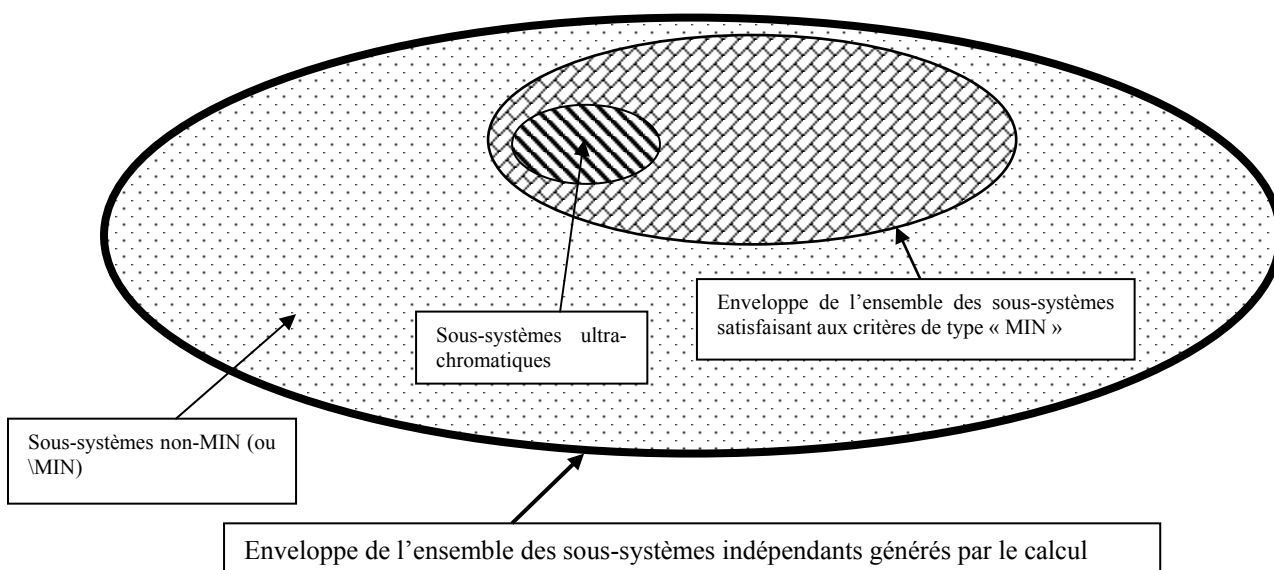 Enveloppe de l’ensemble des sous-systèmes
satisfaisant aux critères de type « MIN »
Sous-systèmes ultra-
chromatiques
Sous-systèmes non-MIN (ou
\MIN)
Enveloppe de l’ensemble des sous-systèmes indépendants générés par le calcul